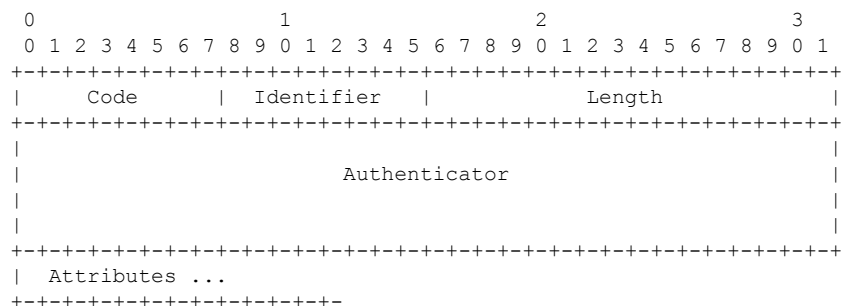 0                   1                   2                   3
 0 1 2 3 4 5 6 7 8 9 0 1 2 3 4 5 6 7 8 9 0 1 2 3 4 5 6 7 8 9 0 1
+-+-+-+-+-+-+-+-+-+-+-+-+-+-+-+-+-+-+-+-+-+-+-+-+-+-+-+-+-+-+-+-+
|     Code      |  Identifier   |            Length             |
+-+-+-+-+-+-+-+-+-+-+-+-+-+-+-+-+-+-+-+-+-+-+-+-+-+-+-+-+-+-+-+-+
|                                                               |
|                         Authenticator                         |
|                                                               |
|                                                               |
+-+-+-+-+-+-+-+-+-+-+-+-+-+-+-+-+-+-+-+-+-+-+-+-+-+-+-+-+-+-+-+-+
|  Attributes ...
+-+-+-+-+-+-+-+-+-+-+-+-+-